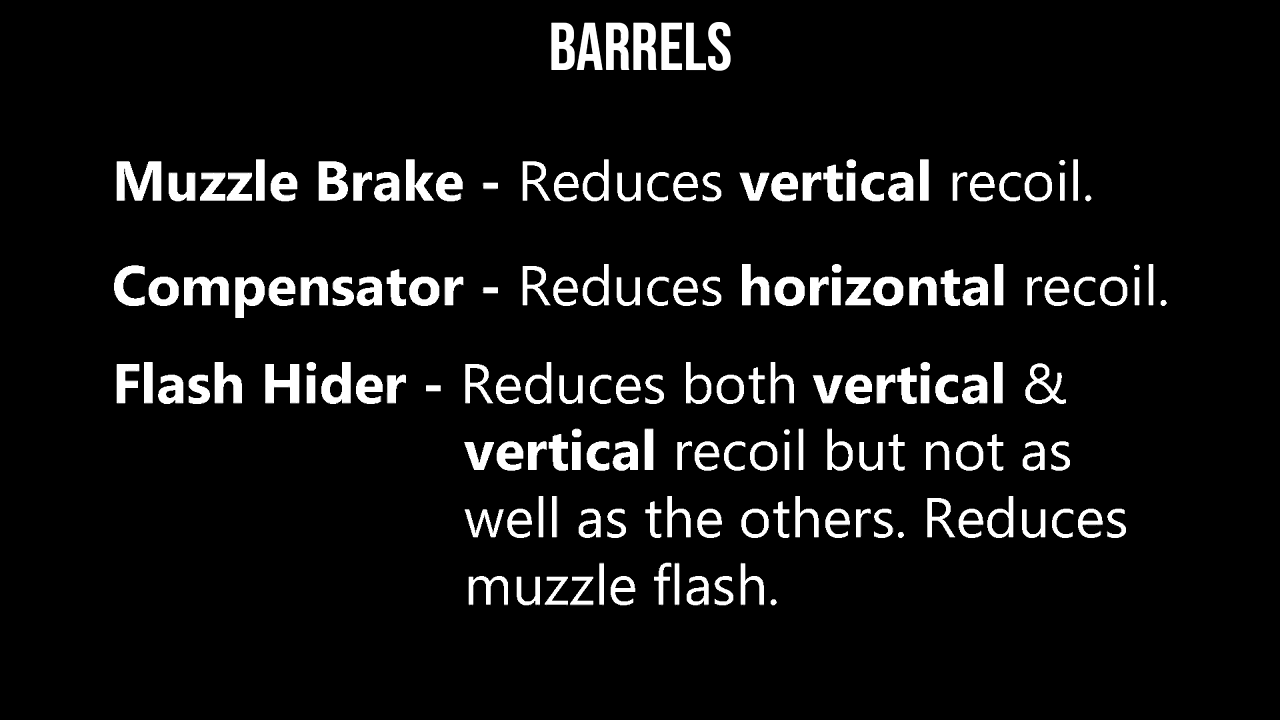 BARRELS
Muzzle Brake - Reduces vertical recoil.
Compensator - Reduces horizontal recoil.
Flash Hider - Reduces both vertical &
vertical recoil but not as
well as the others. Reduces
muzzle flash.